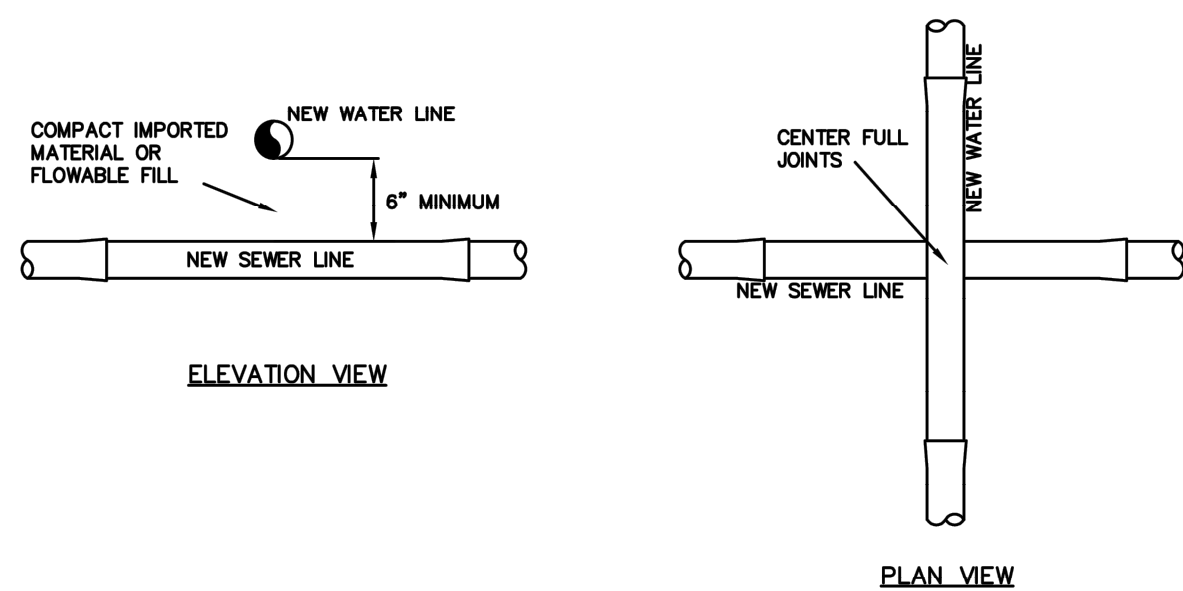 NEW WATER LINE
COMPACT IMPORTED
MATERIAL OR
FLOWABLE FILL
6" MINIMUM
NEW SEWER LINE
ELEVATION VIEW
NEW WATER LINE
CENTER FULL
JOINTS
NEW SEWER LINE
PLAN VIEW